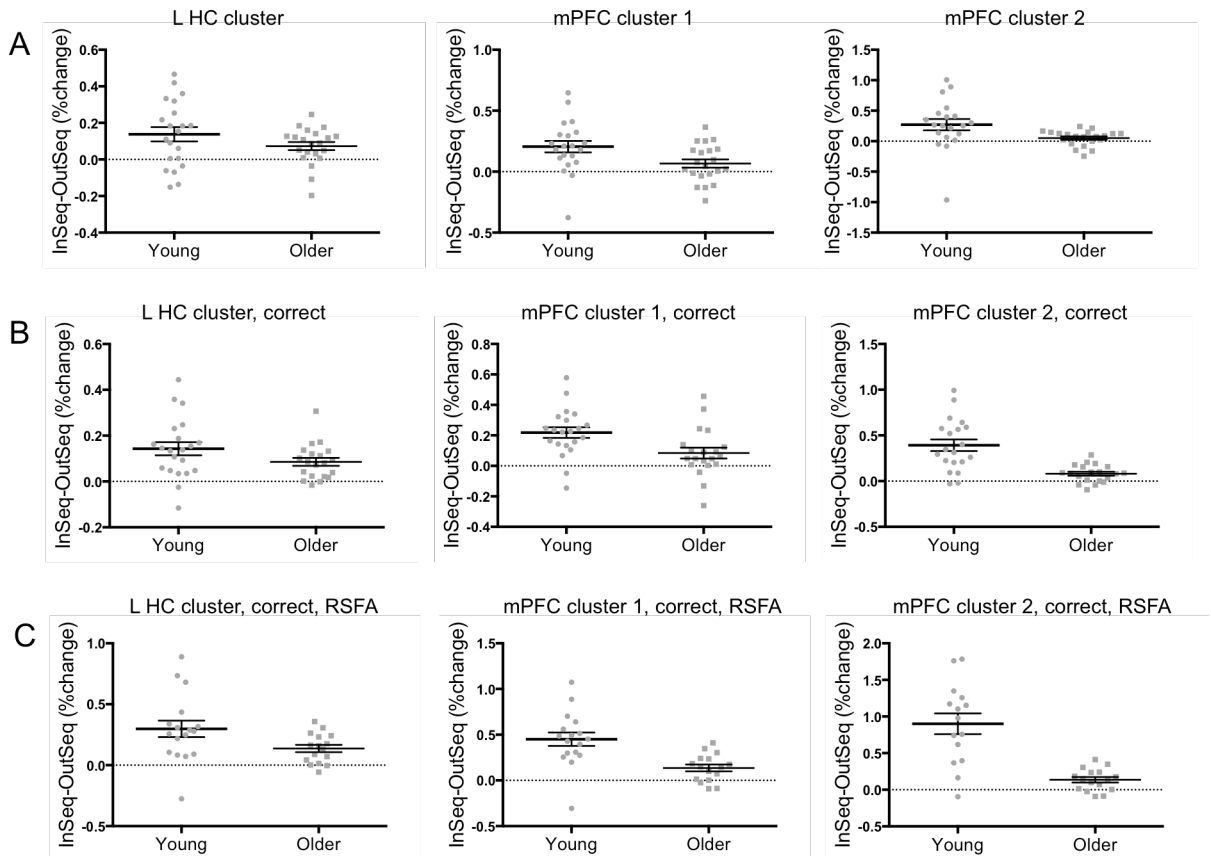 A
L HC cluster
mPFC cluster 1
mPFC cluster 2
InSeq-OutSeq (%change)
0.6
0.4
0.2
0.0
-0.2
-0.4
Young
Older
InSeq-OutSeq (%change)
1.0
0.5
0.0
-0.5
Young
Older
InSeq-OutSeq (%change)
1.5
1.0
0.5
0.0
-0.5
-1.0
-1.5
Young
Older
B
L HC cluster, correct
mPFC cluster 1, correct
mPFC cluster 2, correct
InSeq-OutSeq (%change)
0.6
0.4
0.2
0.0
-0.2
Young
Older
InSeq-OutSeq (%change)
0.8
0.6
0.4
0.2
0.0
-0.2
-0.4
Young
Older
InSeq-OutSeq (%change)
1.5
1.0
0.5
0.0
-0.5
Young
Older
C
L HC cluster, correct, RSFA
mPFC cluster 1, correct, RSFA
mPFC cluster 2, correct, RSFA
InSeq-OutSeq (%change)
1.0
0.5
0.0
-0.5
Young
Older
InSeq-OutSeq (%change)
1.5
1.0
0.5
0.0
-0.5
Young
Older
InSeq-OutSeq (%change)
2.0
1.5
1.0
0.5
0.0
-0.5
Young
Older